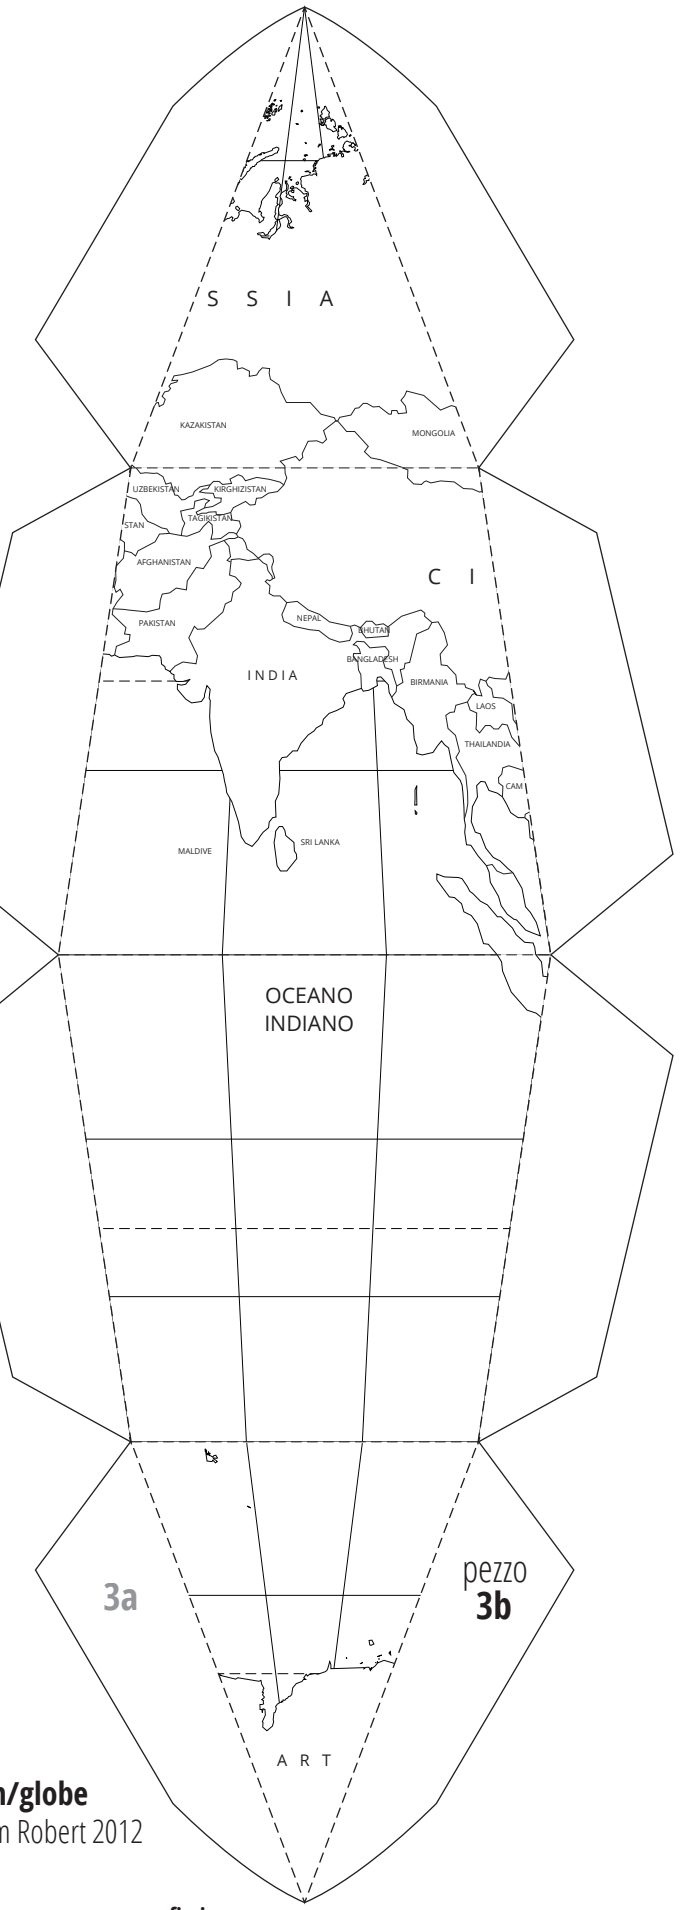 S S I A
KAZAKISTAN
MONGOLIA
UZBEKISTAN
KIRGHIZISTAN
TAGIKISTAN
STAN
AFGHANISTAN
C I
PAKISTAN
NEPAL
BHUTAN
BANGLADESH
INDIA
BIRMANIA
LAOS
THAILANDIA
CAM
SRI LANKA
MALDIVE
OCEANO
INDIANO
3a
pezzo
3b
A R T
/globe
Robert 2012